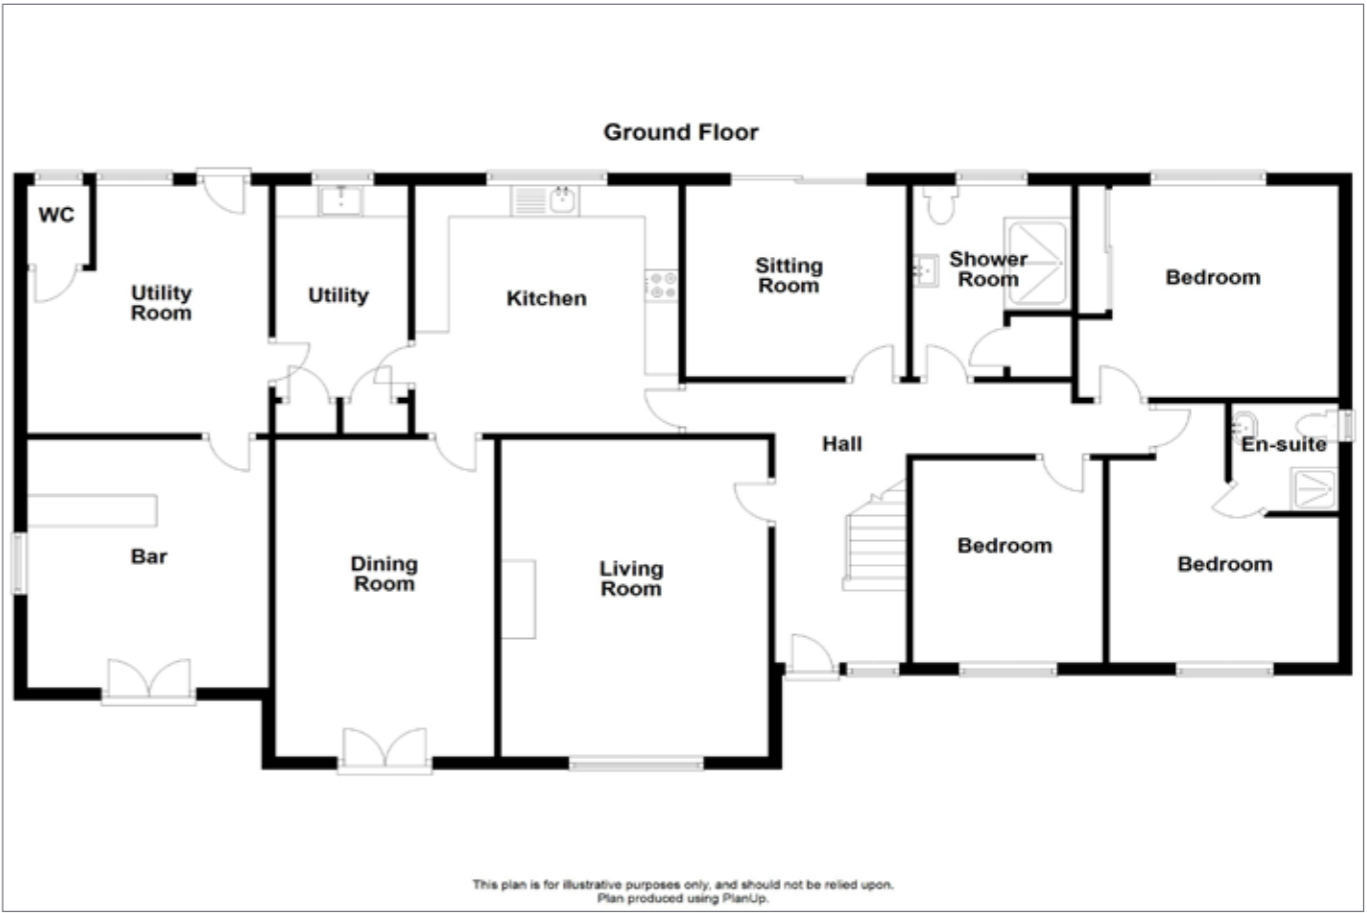 Ground Floor
WC
Utility
Room
Utility
Kitchen
Sitting
Room
Shower
Room
Bedroom
Hall
En-suite
Bar
Dining
Room
Living
Room
Bedroom
Bedroom
This plan is for illustrative purposes only, and should not be relied upon.
Plan produced using PlanUp.